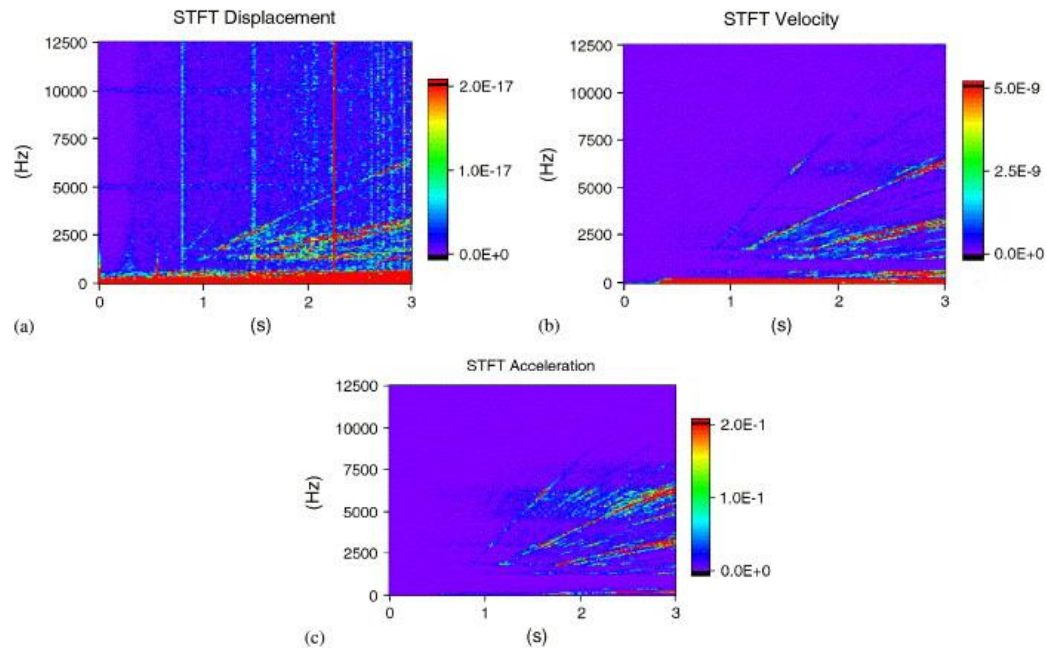 STFT Displacement
12500
10000
7500
5000
2500
0
(Hz)
0 1 2 3
(s)
2.0E-17
1.0E-17
0.0E+0
(a)
STFT Velocity
12500
10000
7500
5000
2500
0
(Hz)
0 1 2 3
(s)
5.0E-9
2.5E-9
0.0E+0
(b)
STFT Acceleration
12500
10000
7500
5000
2500
0
(Hz)
0 1 2 3
(s)
2.0E-1
1.0E-1
0.0E+0
(c)